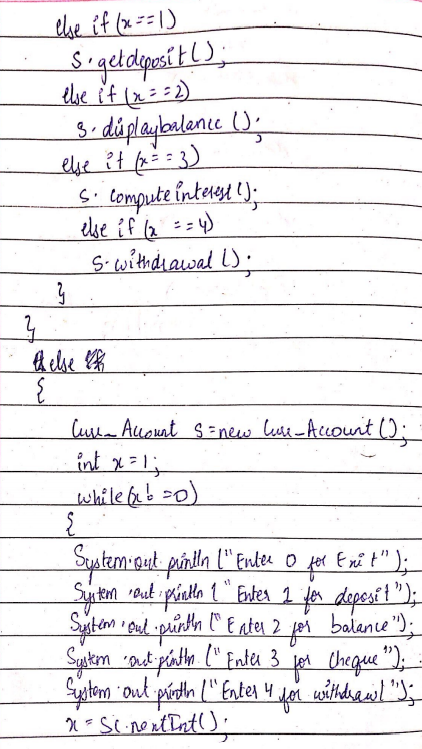 else if (x==1)
s.getdeposit();
else if (x==2)
s.displaybalance();
else if (x==3)
s.computeinterest();
else if (x ==4)
s.withdrawal();
}
}
else
{
Curr_Account s=new Curr_Account();
int x=1;
while(x!=0)
{
System.out.println("Enter 0 for Exit");
System.out.println("Enter 1 for deposit");
System.out.println("Enter 2 for balance");
System.out.println("Enter 3 for cheque");
System.out.println("Enter 4 for withdrawl");
x=Sc.nextInt();